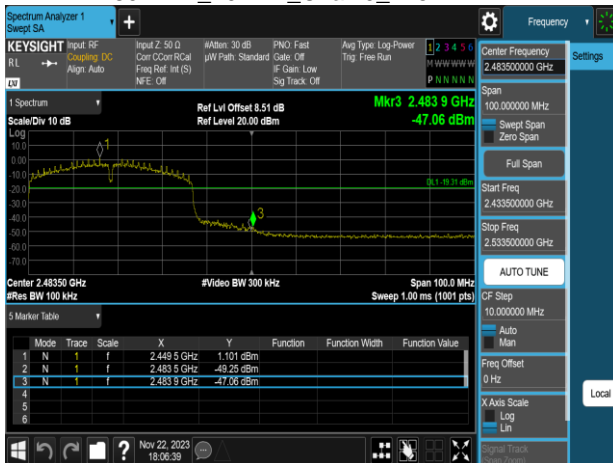 Spectrum Analyzer 1
Swept SA
+
Frequency
KEYSIGHT
RL
LXI
Input: RF
Coupling: DC
Align: Auto
Input Z: 50 Ω
Corr CCorr RCal
Freq Ref: Int (S)
NFE: Off
#Atten: 30 dB
µW Path: Standard
PNO: Fast
Gate: Off
IF Gain: Low
Sig Track: Off
Avg Type: Log-Power
Trig: Free Run
1 2 3 4 5 6
M W W W W W
P N N N N N
Center Frequency
2.483500000 GHz
Settings
1 Spectrum
Scale/Div 10 dB
Ref Lvl Offset 8.51 dB
Ref Level 20.00 dBm
Mkr3 2.483 9 GHz
-47.06 dBm
Span
100.000000 MHz
Swept Span
Zero Span
Full Span
Log
10.0
0.00
-10.0
-20.0
-30.0
-40.0
-50.0
-60.0
-70.0
1
3
DL1 -19.31 dBm
Start Freq
2.433500000 GHz
Stop Freq
2.533500000 GHz
AUTO TUNE
Center 2.48350 GHz
#Res BW 100 kHz
#Video BW 300 kHz
Span 100.0 MHz
Sweep 1.00 ms (1001 pts)
CF Step
10.000000 MHz
Auto
Man
5 Marker Table
Mode Trace Scale X Y Function Function Width Function Value
1 N 1 f 2.449 5 GHz 1.101 dBm
2 N 1 f 2.483 5 GHz -49.25 dBm
3 N 1 f 2.483 9 GHz -47.06 dBm
4
5
6
Freq Offset
0 Hz
Local
X Axis Scale
Log
Lin
Signal Track
(Span Zoom)
?
Nov 22, 2023
18:06:39